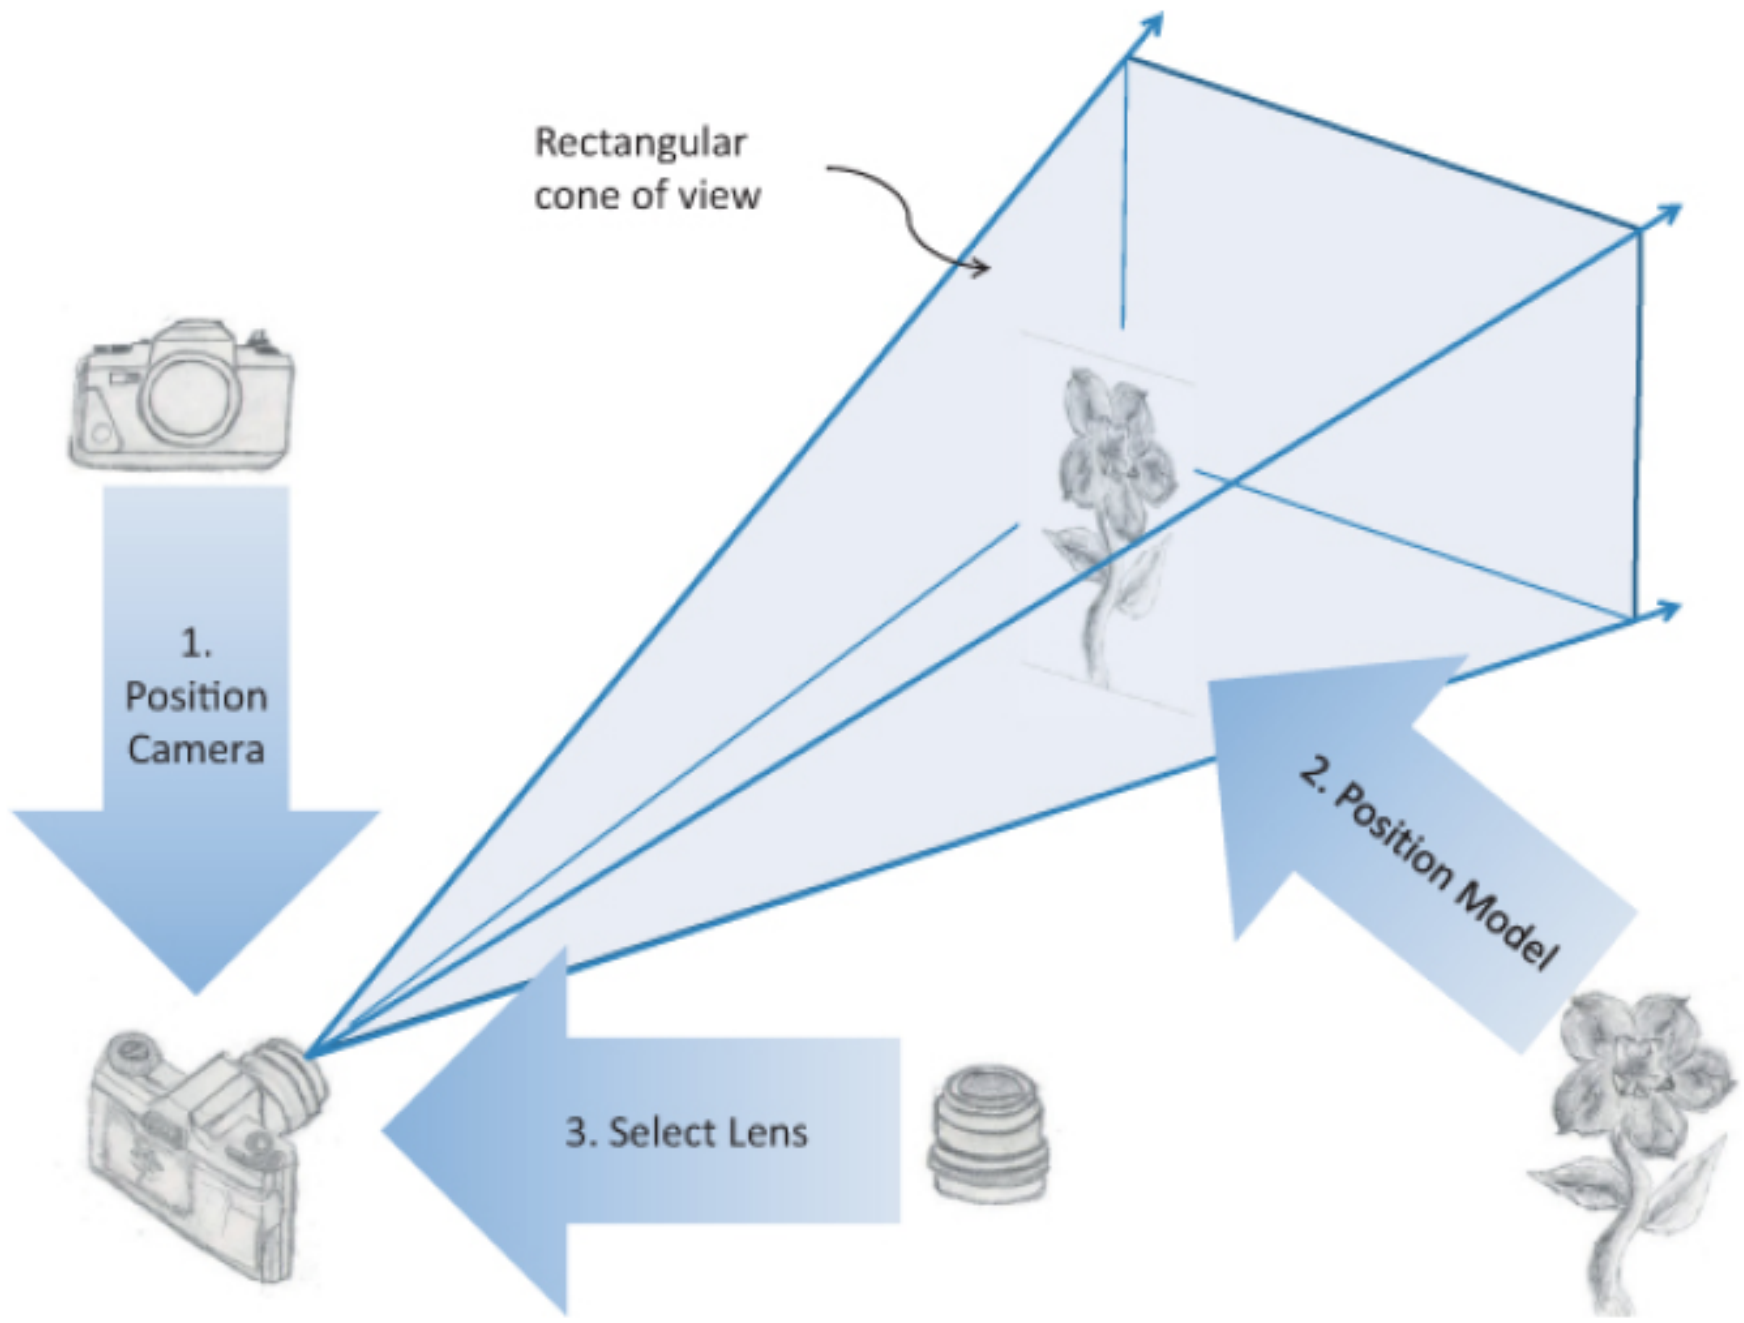 Rectangular
cone of view
1.
Position
Camera
2. Position Model
3. Select Lens